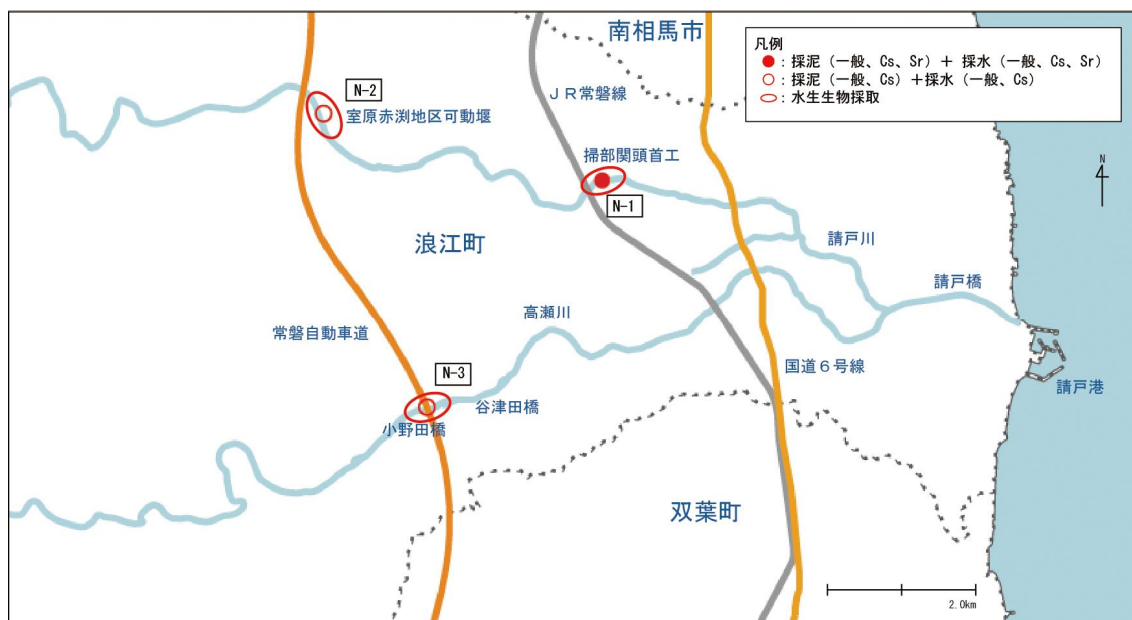 南相馬市
凡例
：採泥（一般、Cs、Sr）＋ 採水（一般、Cs、Sr）
：採泥（一般、Cs）＋採水（一般、Cs）
：水生生物採取
N-2
室原赤渕地区可動堰
ＪＲ常磐線
掃部関頭首工
N-1
N
浪江町
請戸川
請戸橋
高瀬川
常磐自動車道
国道６号線
請戸港
N-3
谷津田橋
小野田橋
双葉町
2.0km